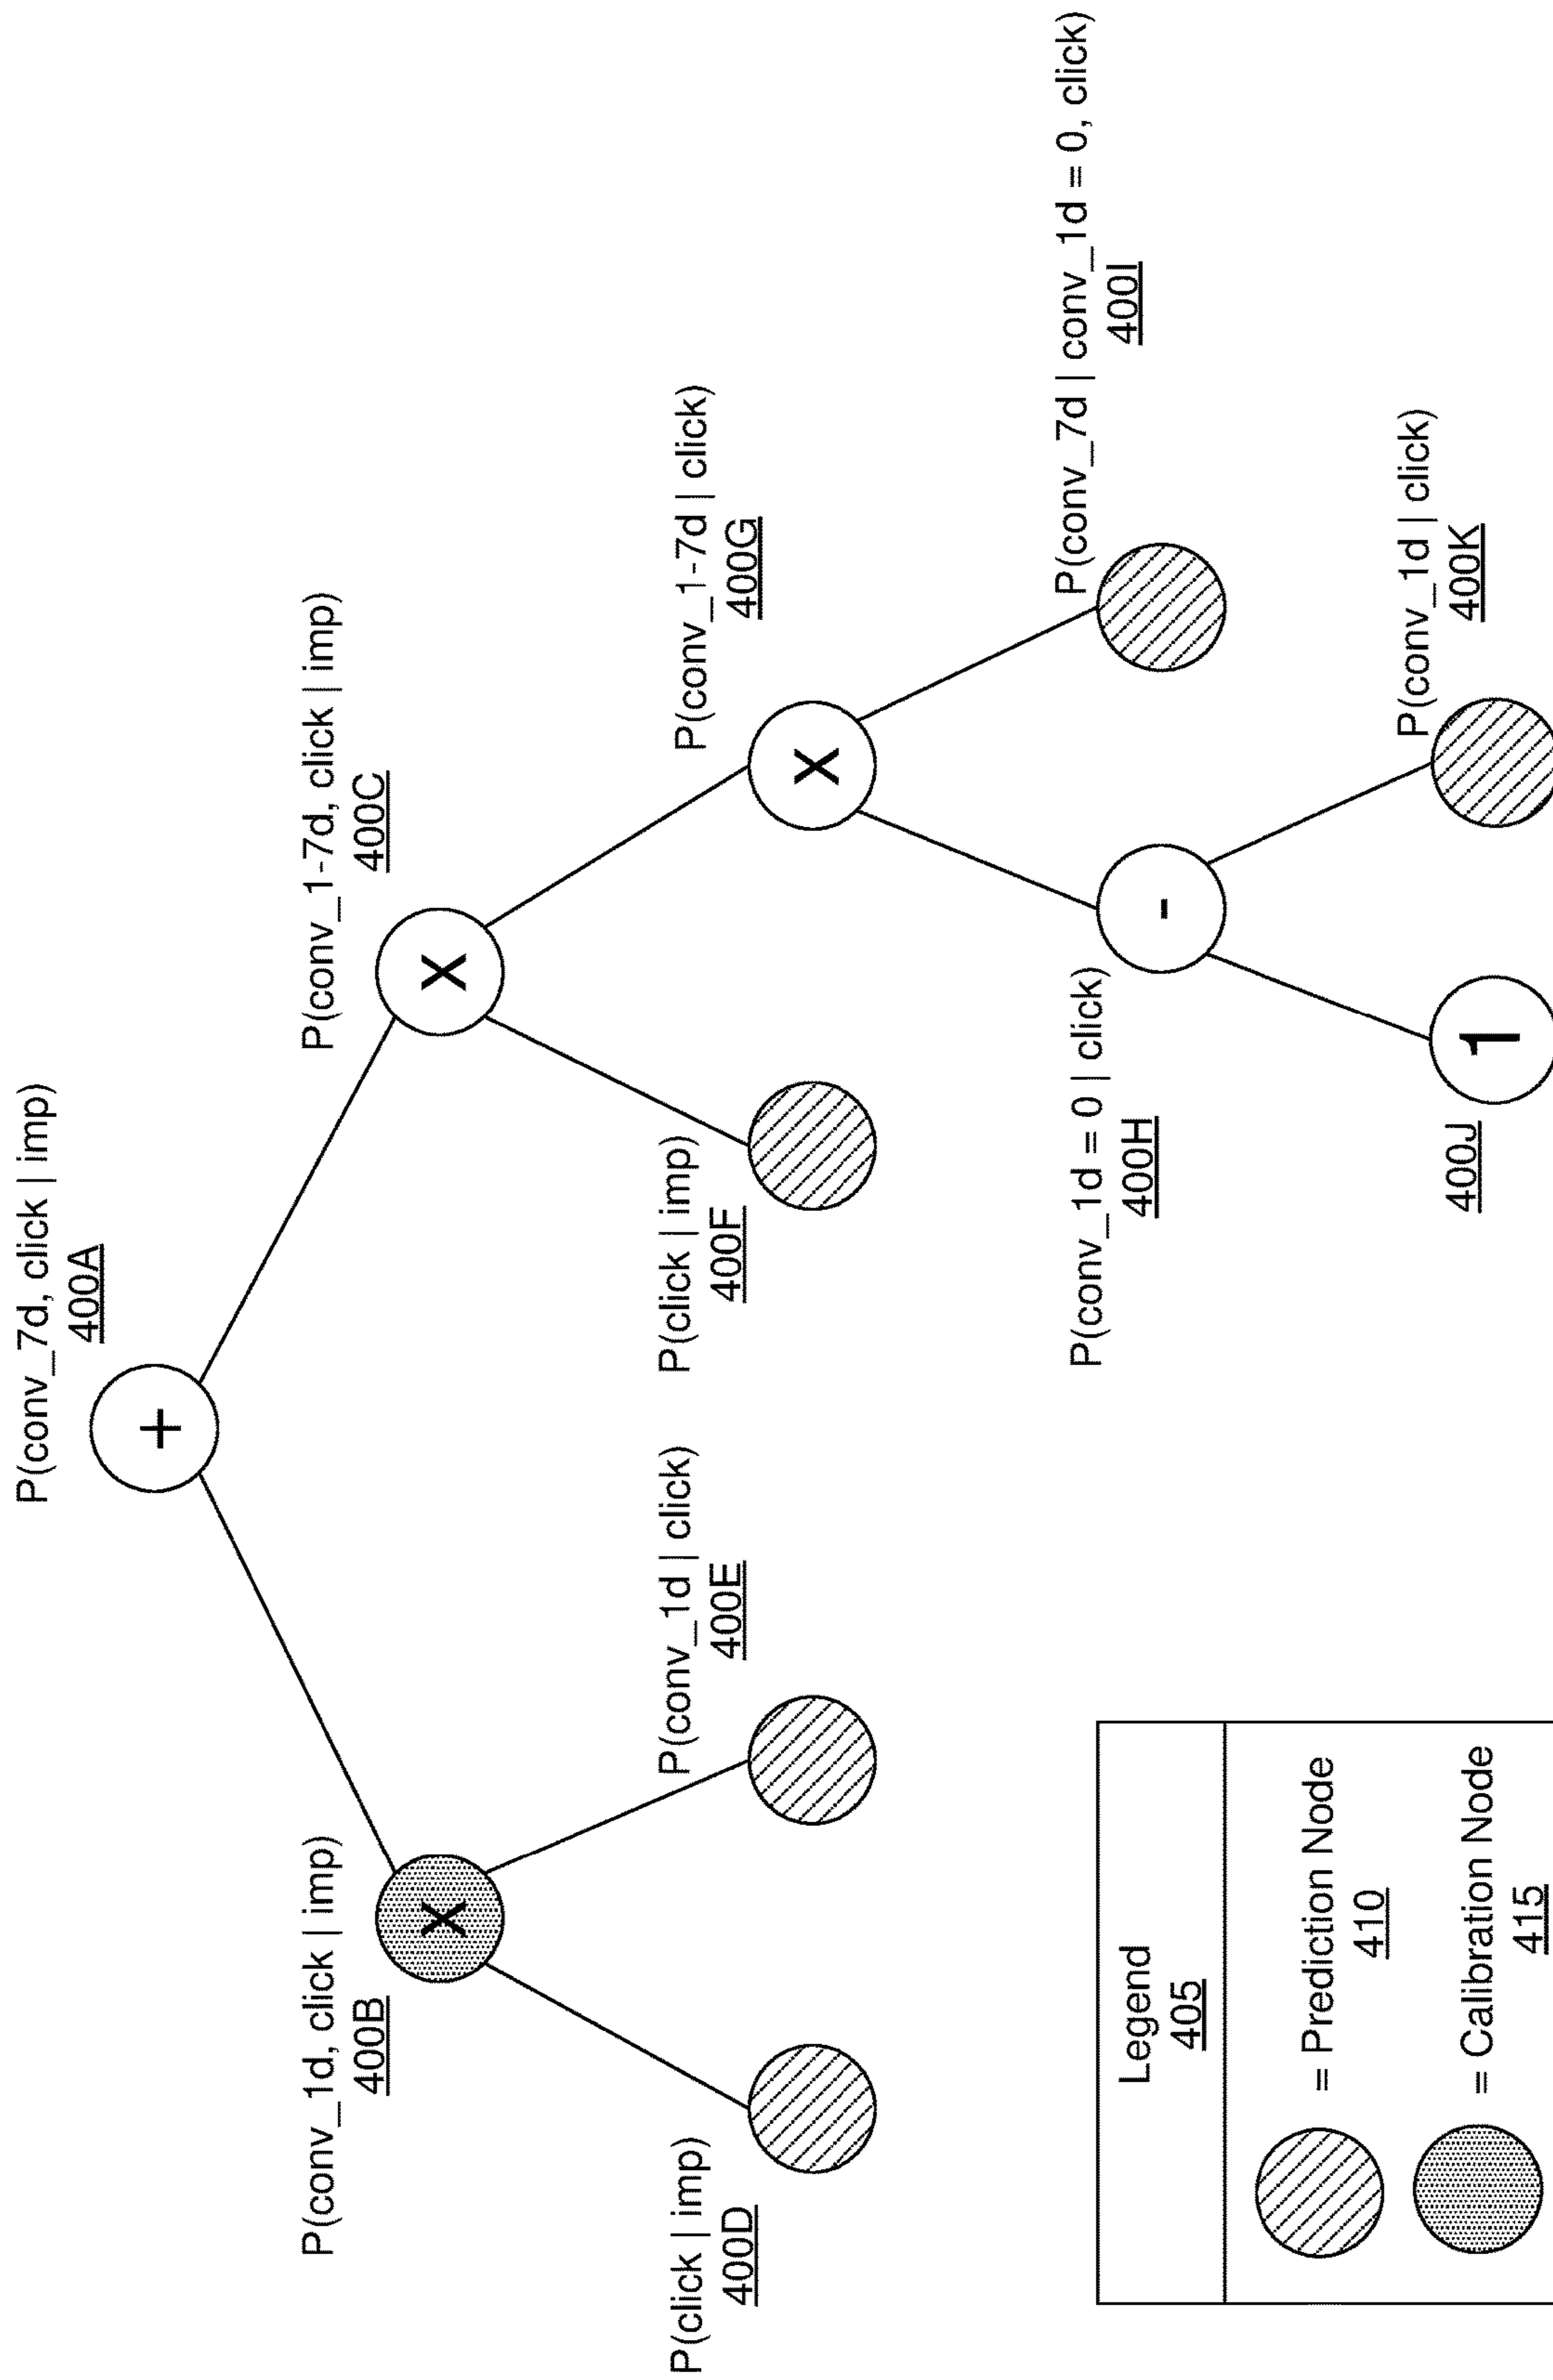 P(conv_7d, click | imp)
400A
+
P(conv_1d, click | imp)
400B
X
P(conv_1-7d, click | imp)
400C
X
P(click | imp)
400D
P(conv_1d | click)
400E
P(click | imp)
400F
P(conv_1-7d | click)
400G
X
P(conv_1d = 0 | click)
400H
-
P(conv_7d | conv_1d = 0, click)
400I
400J
1
P(conv_1d | click)
400K
Legend
405
= Prediction Node
410
= Calibration Node
415